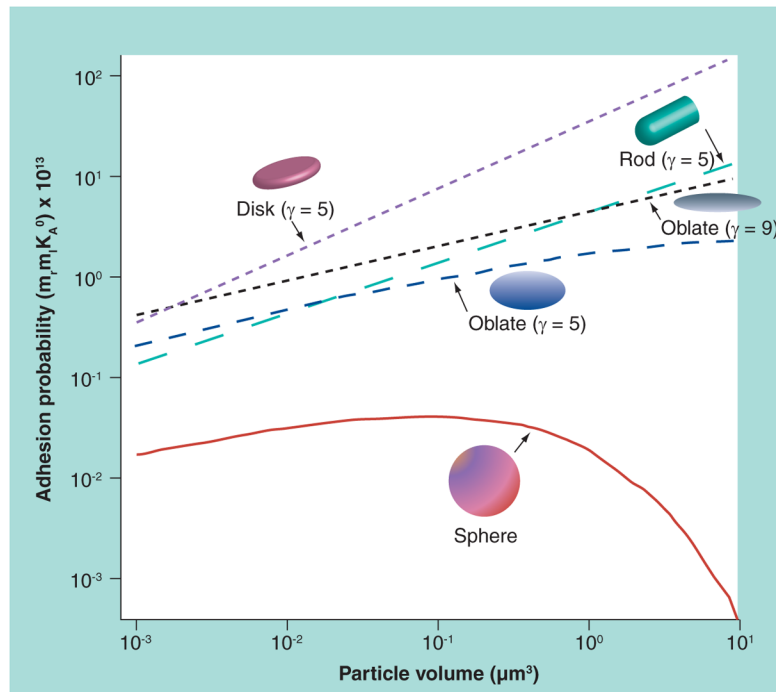 Adhesion probability (mᵣmₗKₐ⁰) x 10¹³
10²
10¹
10⁰
10⁻¹
10⁻²
10⁻³
Disk (γ = 5)
Rod (γ = 5)
Oblate (γ = 9)
Oblate (γ = 5)
Sphere
10⁻³ 10⁻² 10⁻¹ 10⁰ 10¹
Particle volume (μm³)